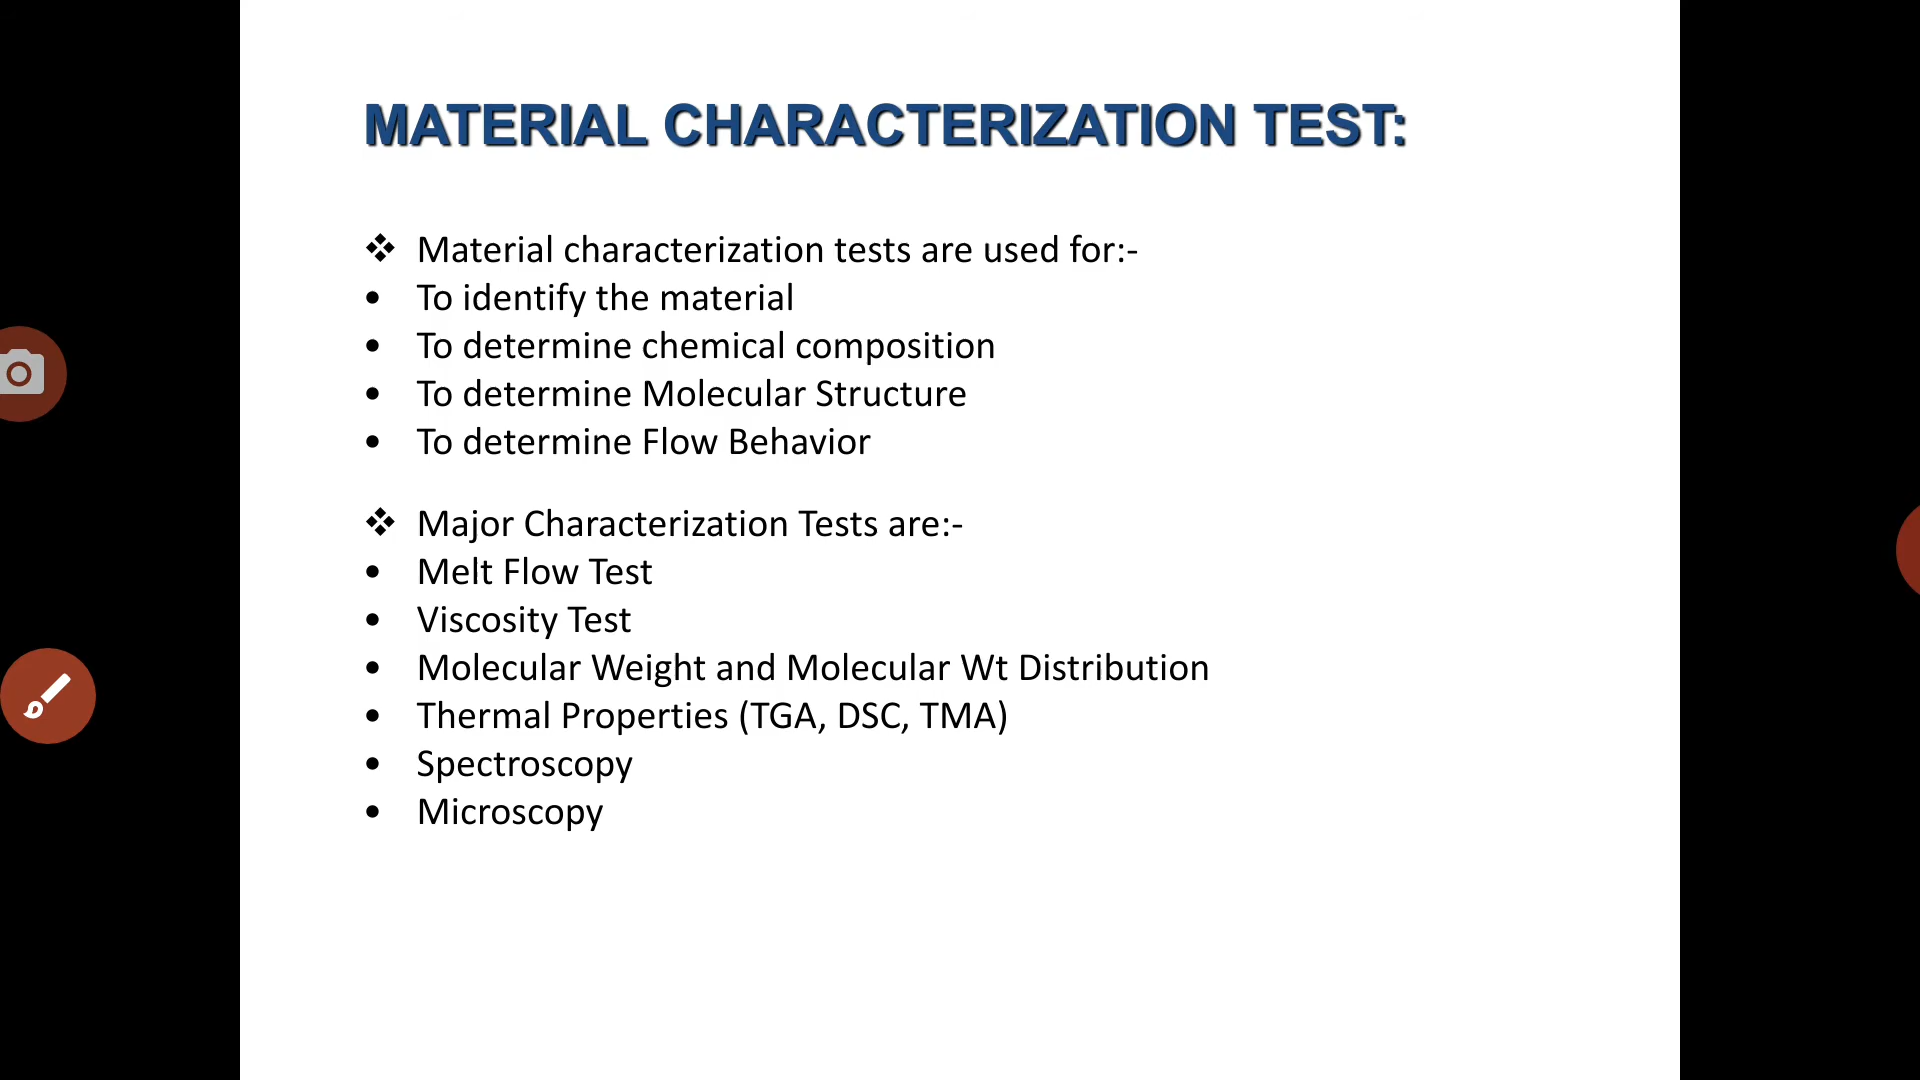 MATERIAL CHARACTERIZATION TEST:
❖ Material characterization tests are used for:-
• To identify the material
• To determine chemical composition
• To determine Molecular Structure
• To determine Flow Behavior
❖ Major Characterization Tests are:-
• Melt Flow Test
• Viscosity Test
• Molecular Weight and Molecular Wt Distribution
• Thermal Properties (TGA, DSC, TMA)
• Spectroscopy
• Microscopy